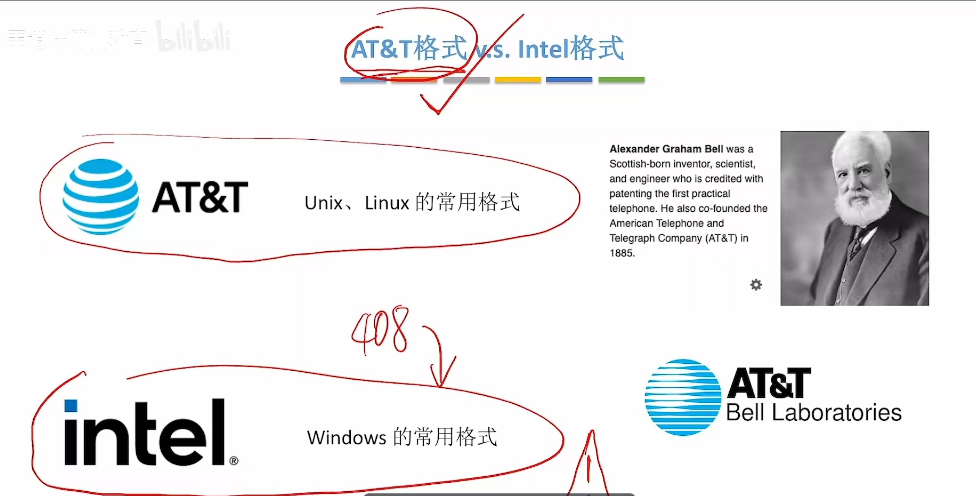 bilibili
AT&T格式 v.s. Intel格式
AT&T
Unix、Linux 的常用格式
Alexander Graham Bell was a
Scottish-born inventor, scientist,
and engineer who is credited with
patenting the first practical
telephone. He also co-founded the
American Telephone and
Telegraph Company (AT&T) in
1885.
408
intel
Windows 的常用格式
AT&T
Bell Laboratories